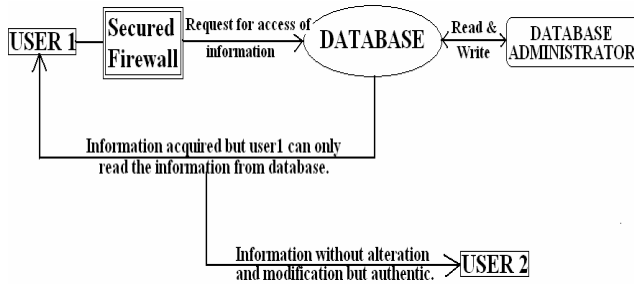 USER 1
Secured
Firewall
Request for access of
information
DATABASE
Read &
Write
DATABASE
ADMINISTRATOR
Information acquired but user1 can only
read the information from database.
Information without alteration
and modification but authentic.
USER 2